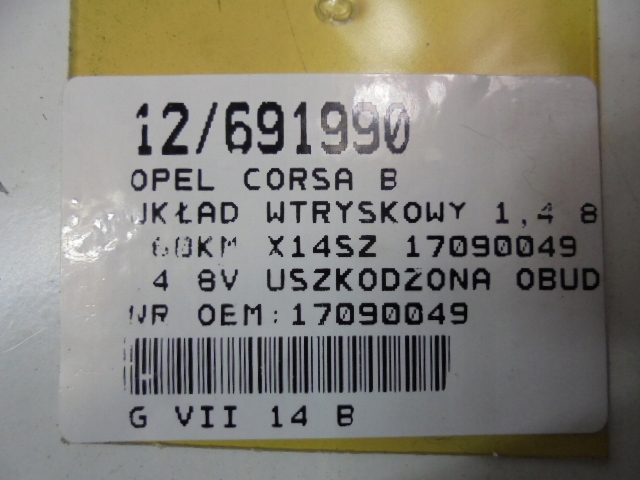 12/691990
OPEL CORSA B
UKŁAD WTRYSKOWY 1,4 8
60KM X14SZ 17090049
4 8V USZKODZONA OBUD
NR OEM:17090049
G VII 14 B